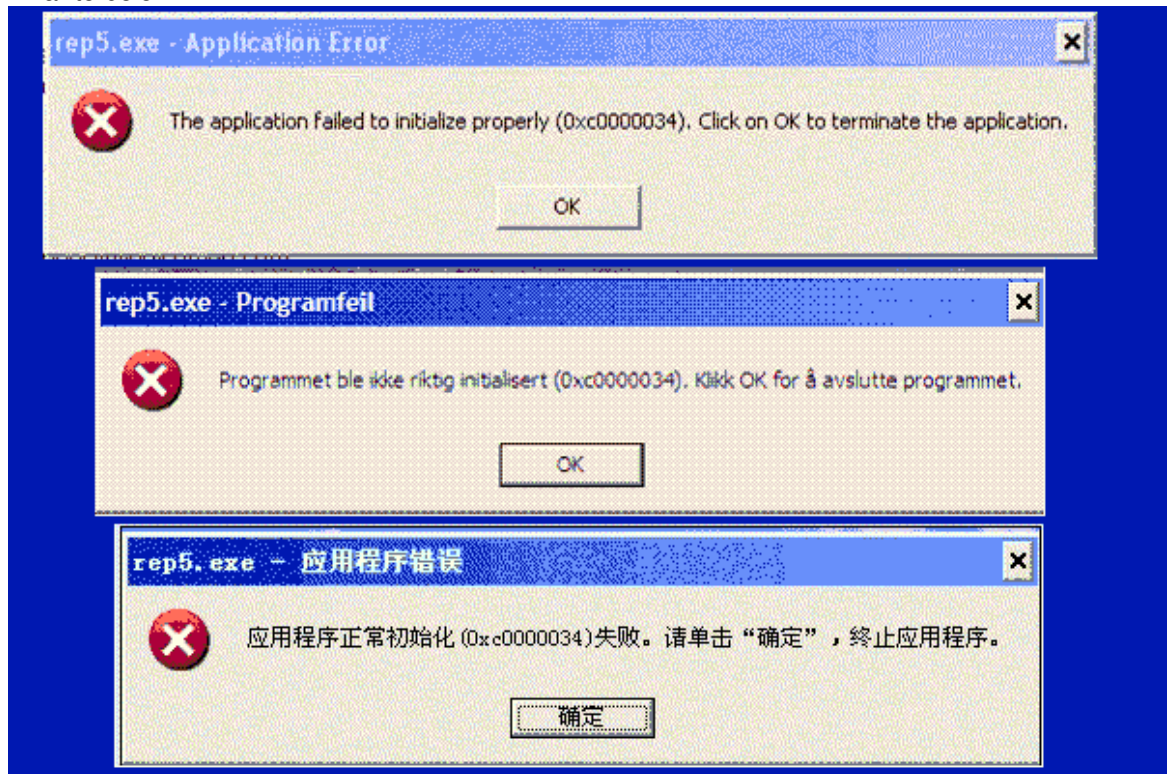 rep5.exe - Application Error
The application failed to initialize properly (0xc0000034). Click on OK to terminate the application.
OK
rep5.exe - Programfeil
Programmet ble ikke riktig initialisert (0xc0000034). Klikk OK for å avslutte programmet.
OK
rep5.exe - 应用程序错误
应用程序正常初始化(0xc0000034)失败。请单击“确定”，终止应用程序。
确定